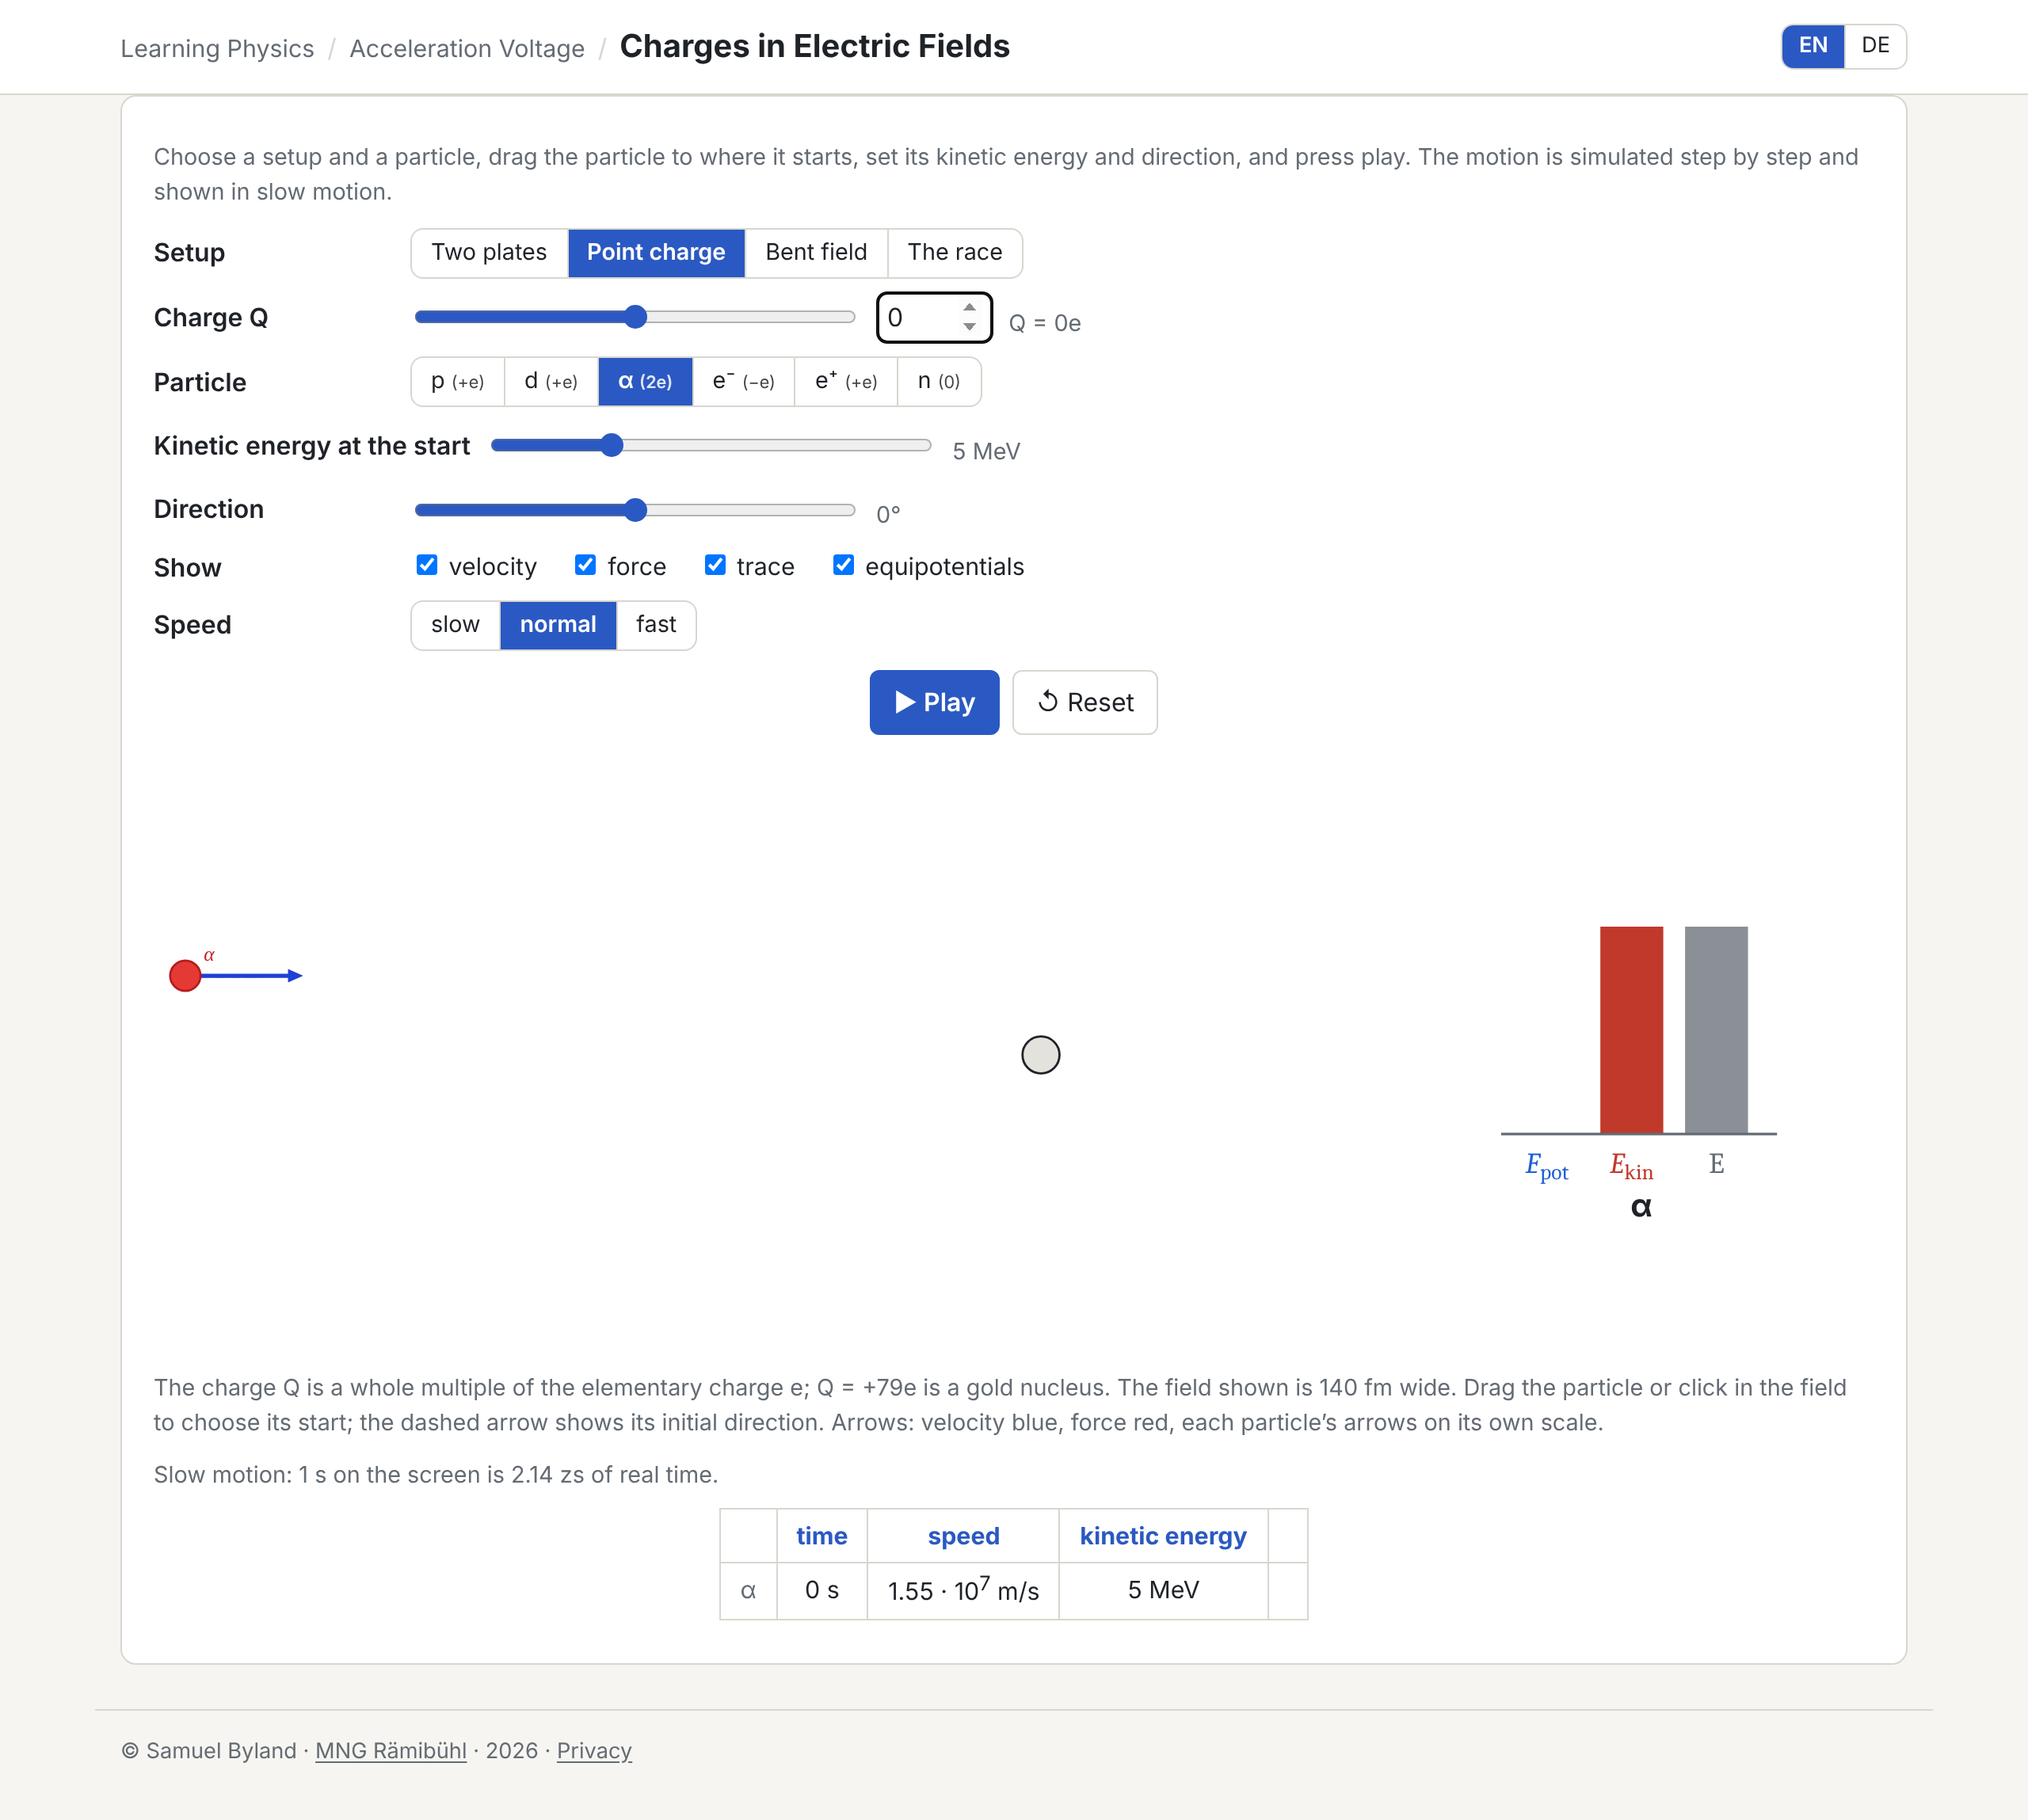 Learning Physics / Acceleration Voltage / Charges in Electric Fields
EN DE
Choose a setup and a particle, drag the particle to where it starts, set its kinetic energy and direction, and press play. The motion is simulated step by step and
shown in slow motion.
Setup Two plates Point charge Bent field The race
Charge Q 0 Q = 0e
Particle p (+e) d (+e) α (2e) e⁻ (−e) e⁺ (+e) n (0)
Kinetic energy at the start 5 MeV
Direction 0°
Show velocity force trace equipotentials
Speed slow normal fast
▶ Play ↺ Reset
α
E_pot E_kin E
α
The charge Q is a whole multiple of the elementary charge e; Q = +79e is a gold nucleus. The field shown is 140 fm wide. Drag the particle or click in the field
to choose its start; the dashed arrow shows its initial direction. Arrows: velocity blue, force red, each particle’s arrows on its own scale.
Slow motion: 1 s on the screen is 2.14 zs of real time.
time speed kinetic energy
α 0 s 1.55 · 10⁷ m/s 5 MeV
© Samuel Byland · MNG Rämibühl · 2026 · Privacy